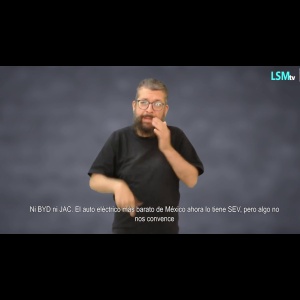 LSMtv
Ni BYD ni JAC. El auto eléctrico más barato de México ahora lo tiene SEV, pero algo no
nos convence